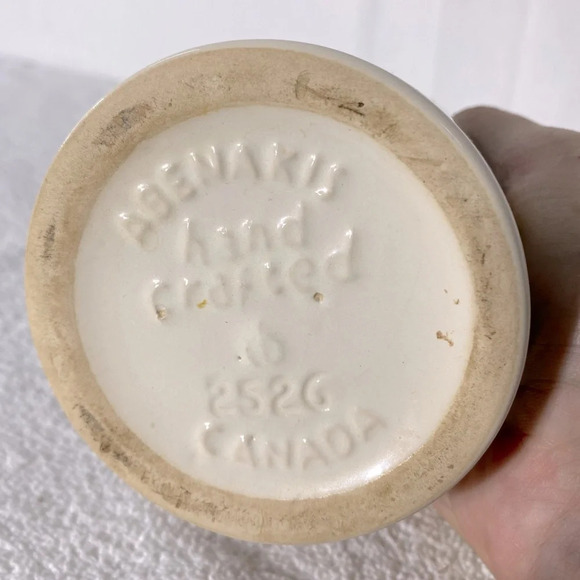 ABENAKIS
hand
crafted
2526
CANADA